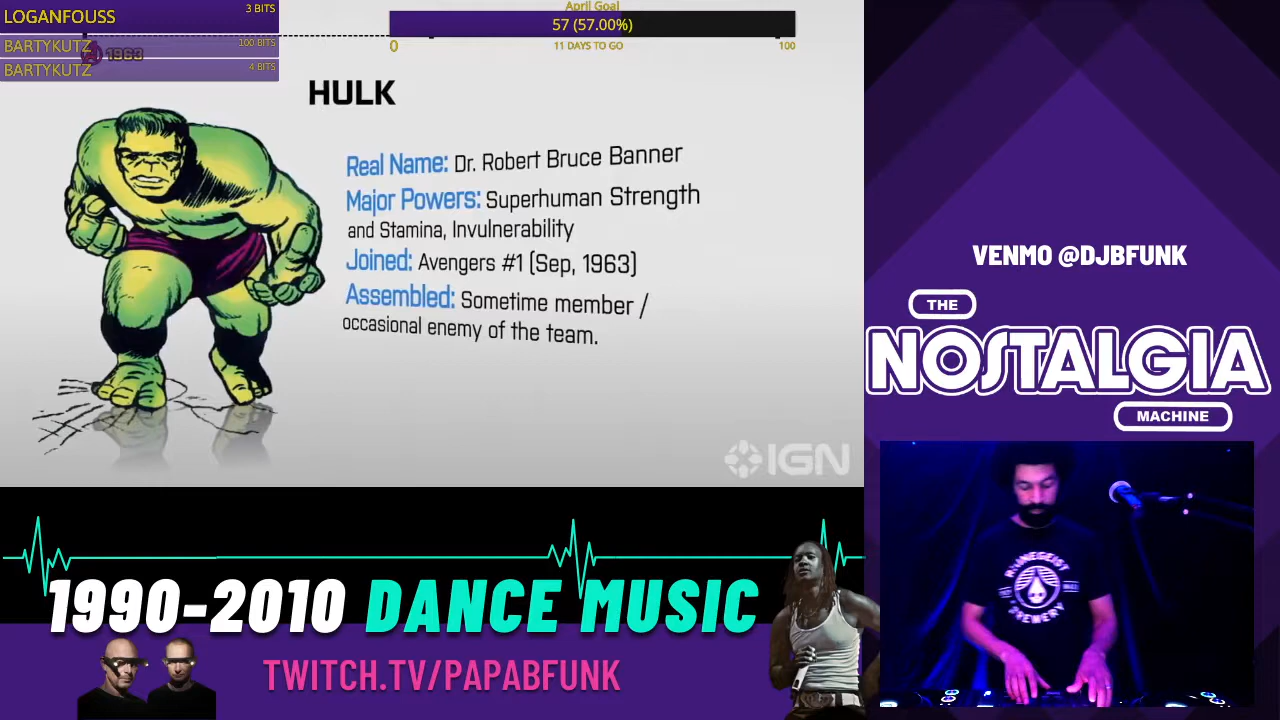 LOGANFOUSS 3 BITS
BARTYKUTZ 100 BITS
BARTYKUTZ 4 BITS
1963
April Goal
57 (57.00%)
0 11 DAYS TO GO 100
HULK
Real Name: Dr. Robert Bruce Banner
Major Powers: Superhuman Strength
and Stamina, Invulnerability
Joined: Avengers #1 (Sep, 1963)
Assembled: Sometime member /
occasional enemy of the team.
IGN
VENMO @DJBFUNK
THE
NOSTALGIA
MACHINE
RHINEGEIST
BREWERY
1990-2010 DANCE MUSIC
TWITCH.TV/PAPABFUNK